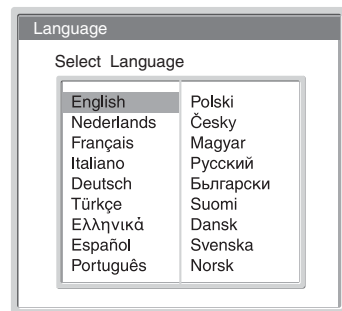 Language
Select Language
English
Nederlands
Français
Italiano
Deutsch
Türkçe
Ελληνικά
Español
Português
Polski
Česky
Magyar
Русский
Бьлгарски
Suomi
Dansk
Svenska
Norsk